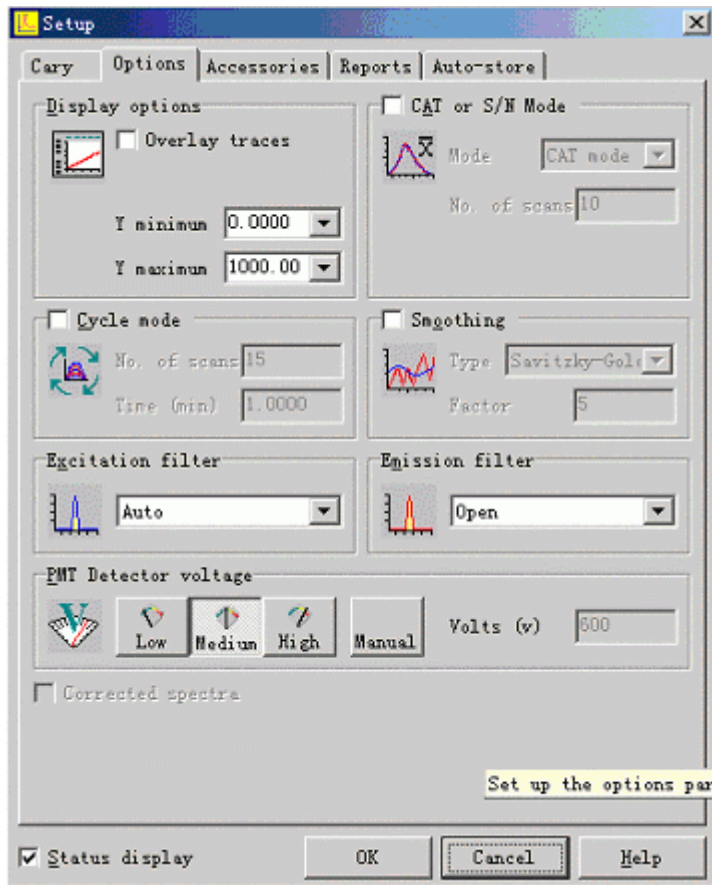 Setup
Cary Options Accessories Reports Auto-store
Display options
Overlay traces
Y minimum 0.0000
Y maximum 1000.00
CAT or S/N Mode
Mode CAT mode
No. of scans 10
Cycle mode
No. of scans 15
Time (min) 1.0000
Smoothing
Type Savitzky-Gol
Factor 5
Excitation filter
Auto
Emission filter
Open
PMT Detector voltage
Low Medium High Manual Volts (v) 600
Corrected spectra
Set up the options par
Status display OK Cancel Help